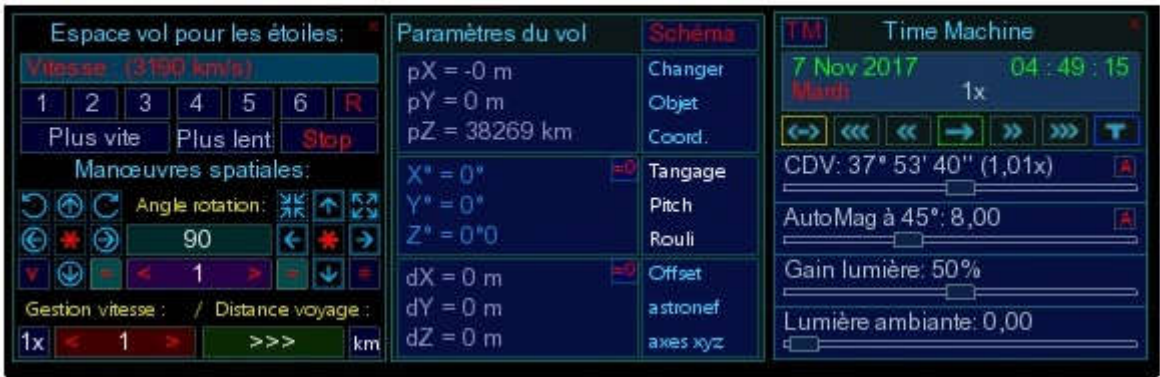 Espace vol pour les étoiles:
Vitesse: (3190 km/s)
1 2 3 4 5 6 R
Plus vite Plus lent Stop
Manœuvres spatiales:
Angle rotation:
90
v = < 1 > = =
Gestion vitesse : / Distance voyage :
1x < 1 > >>> km
Paramètres du vol Schéma
pX = -0 m Changer
pY = 0 m Objet
pZ = 38269 km Coord.
X° = 0° =0 Tangage
Y° = 0° Pitch
Z° = 0°0 Rouli
dX = 0 m =0 Offset
dY = 0 m astronef
dZ = 0 m axes xyz
TM Time Machine
7 Nov 2017 04 : 49 : 15
Mardi 1x
CDV: 37° 53' 40'' (1,01x) A
AutoMag à 45°: 8,00 A
Gain lumière: 50%
Lumière ambiante: 0,00